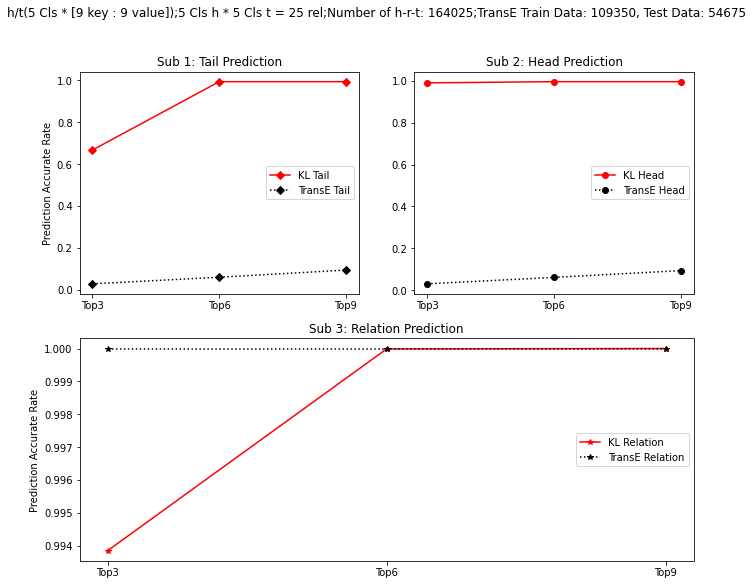 h/t(5 Cls * [9 key : 9 value]);5 Cls h * 5 Cls t = 25 rel;Number of h-r-t: 164025;TransE Train Data: 109350, Test Data: 54675
Sub 1: Tail Prediction
Prediction Accurate Rate
1.0
0.8
0.6
0.4
0.2
0.0
Top3
Top6
Top9
KL Tail
TransE Tail
Sub 2: Head Prediction
1.0
0.8
0.6
0.4
0.2
0.0
Top3
Top6
Top9
KL Head
TransE Head
Sub 3: Relation Prediction
Prediction Accurate Rate
1.000
0.999
0.998
0.997
0.996
0.995
0.994
Top3
Top6
Top9
KL Relation
TransE Relation